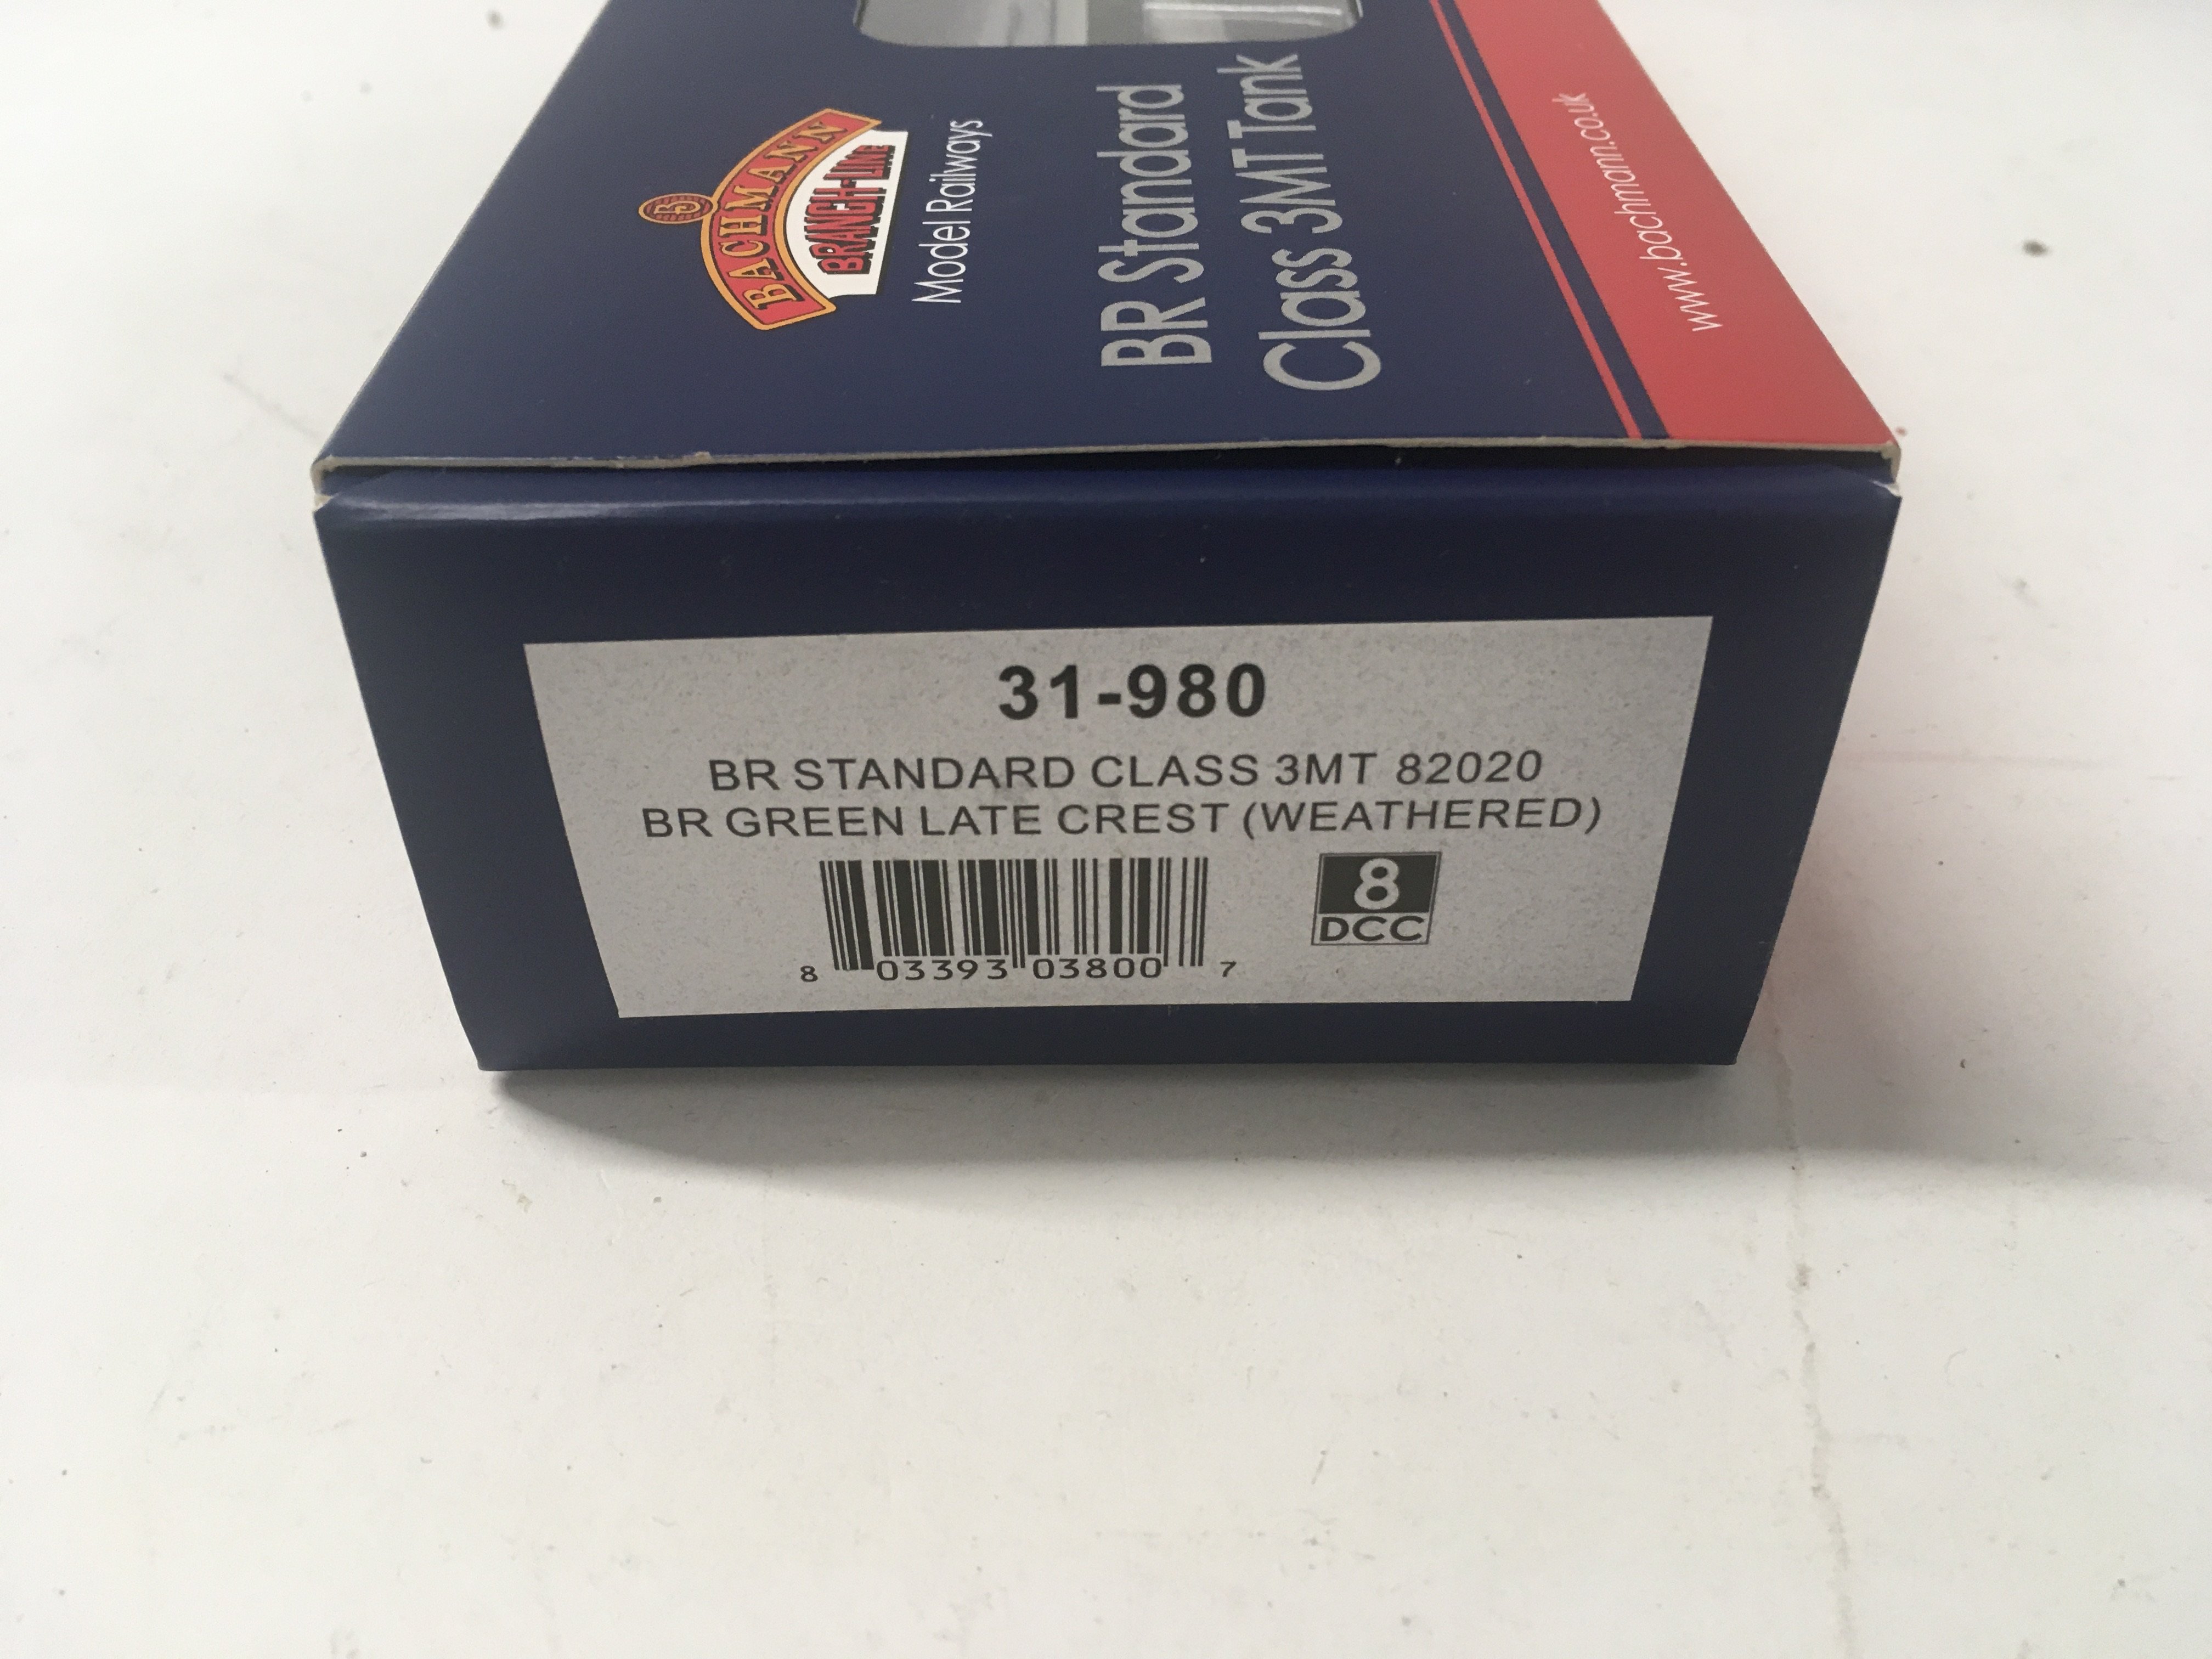 BACHMANN
BRANCH-LINE
Model Railways
BR Standard
Class 3MT Tank
www.bachmann.co.uk
31-980
BR STANDARD CLASS 3MT 82020
BR GREEN LATE CREST (WEATHERED)
8 03393 03800 7
8
DCC